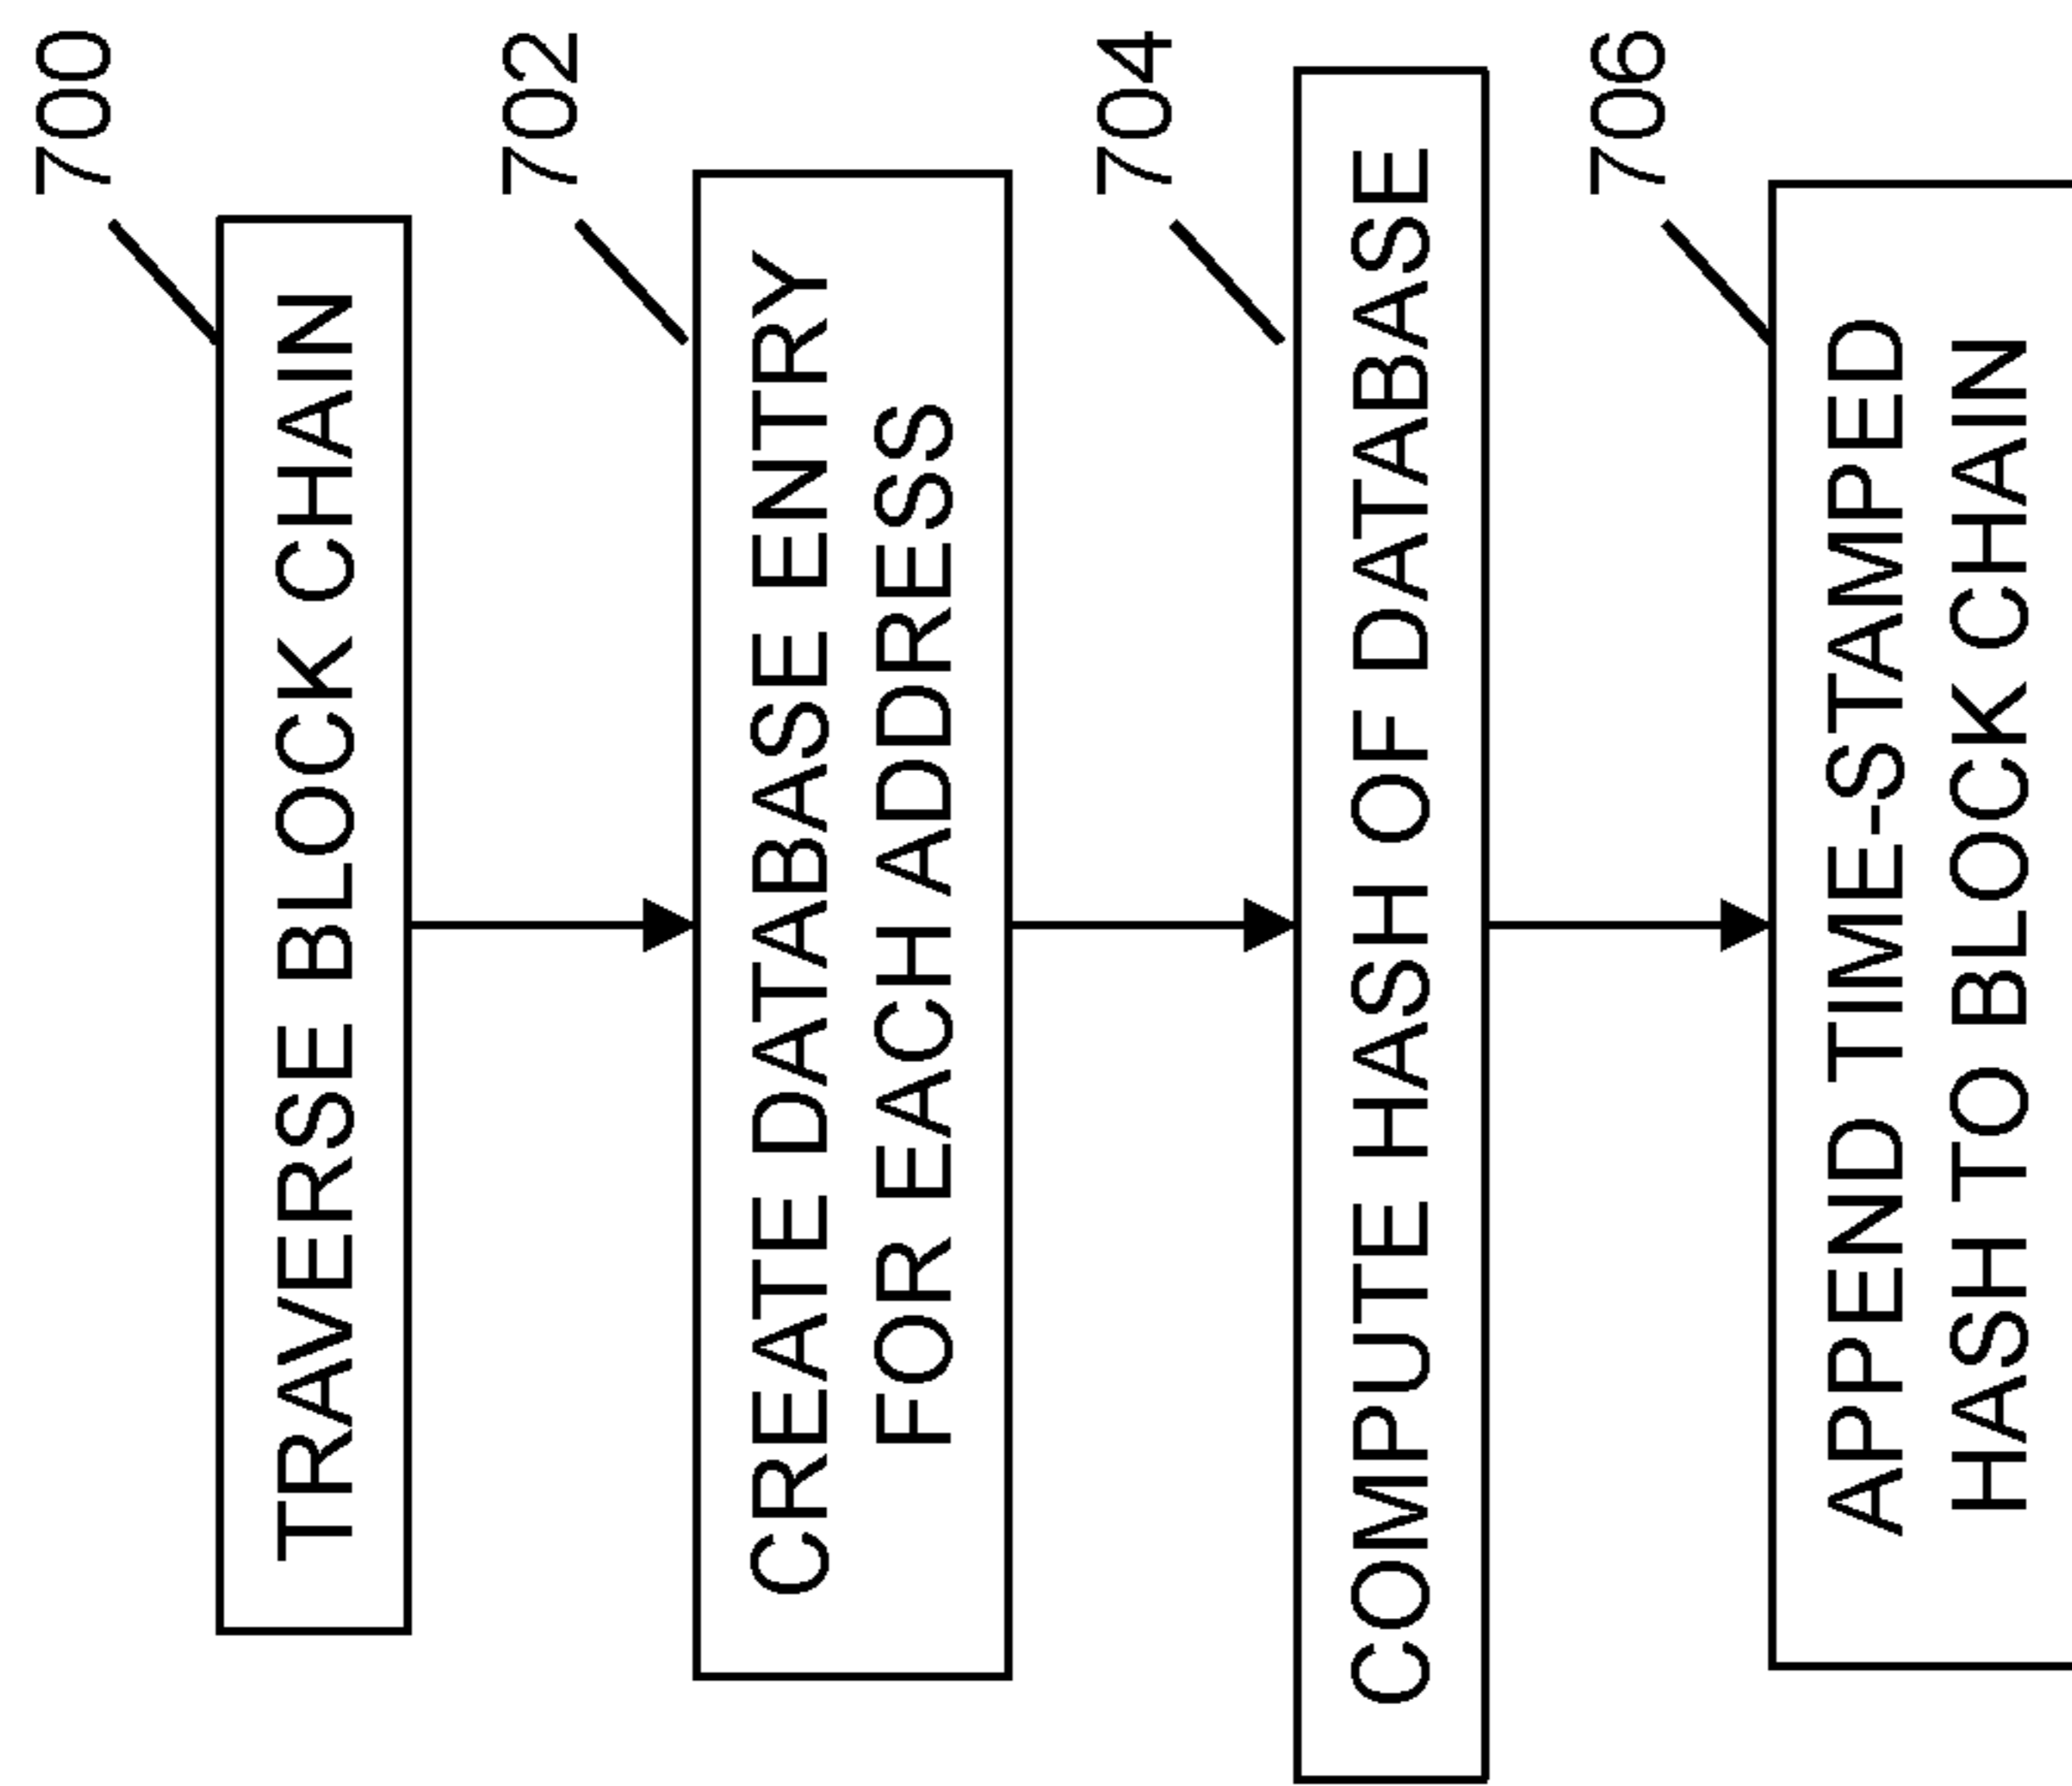 700
TRAVERSE BLOCK CHAIN
702
CREATE DATABASE ENTRY
FOR EACH ADDRESS
704
COMPUTE HASH OF DATABASE
706
APPEND TIME-STAMPED
HASH TO BLOCK CHAIN